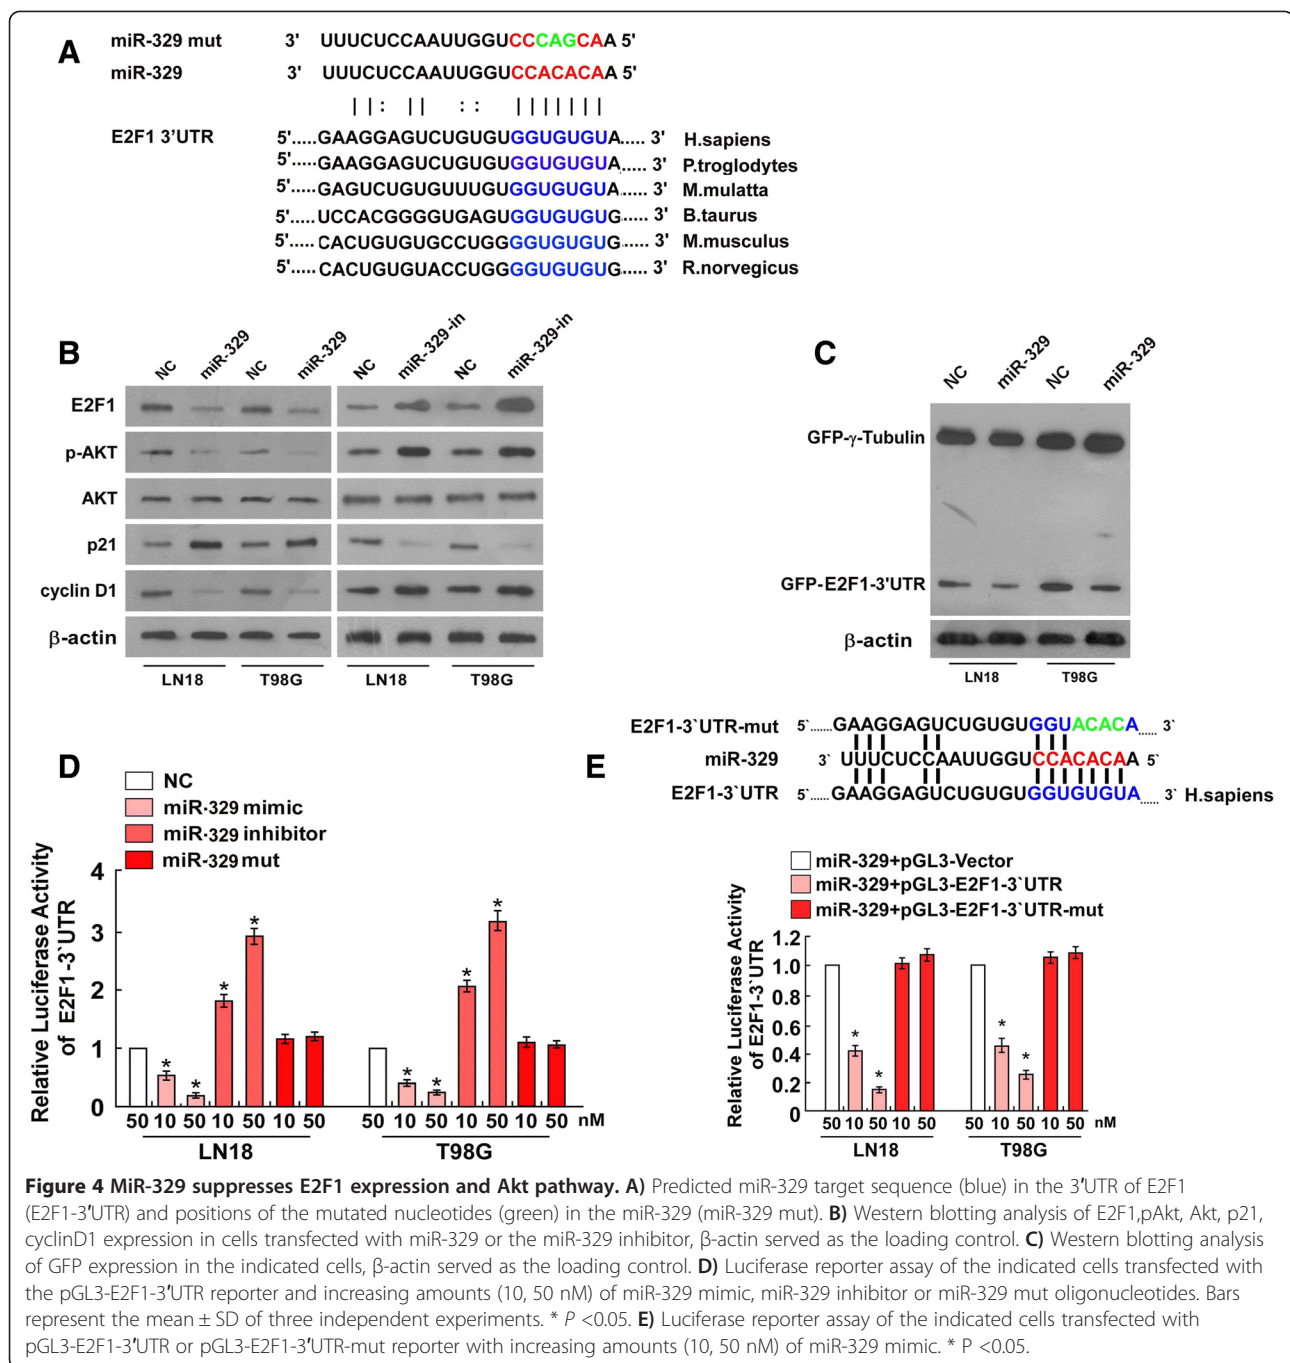 A
miR-329 mut 3' UUUCUCCAAUUGGUCCCAGCAA 5'
miR-329 3' UUUCUCCAAUUGGUCCACACAA 5'
E2F1 3'UTR 5'.....GAAGGAGUCUGUGUGGUGUGUA..... 3' H.sapiens
5'.....GAAGGAGUCUGUGUGGUGUGUA..... 3' P.troglodytes
5'.....GAGUCUGUGUUUGUGGUGUGUA..... 3' M.mulatta
5'.....UCCACGGGGUGAGUGGUGUGUG..... 3' B.taurus
5'.....CACUGUGUGCCUGGGGUGUGUG..... 3' M.musculus
5'.....CACUGUGUACCUGGGGUGUGUG..... 3' R.norvegicus
B
NC miR-329 NC miR-329 NC miR-329-in NC miR-329-in
E2F1
p-AKT
AKT
p21
cyclin D1
β-actin
LN18 T98G LN18 T98G
C
NC miR-329 NC miR-329
GFP-γ-Tubulin
GFP-E2F1-3'UTR
β-actin
LN18 T98G
D
NC
miR-329 mimic
miR-329 inhibitor
miR-329 mut
Relative Luciferase Activity
of E2F1-3`UTR
4
3
2
1
0
* * * * * * * *
50 10 50 10 50 10 50 50 10 50 10 50 10 50 nM
LN18 T98G
E
E2F1-3`UTR-mut 5`.......GAAGGAGUCUGUGUGGUACACA...... 3`
miR-329 3` UUUCUCCAAUUGGUCCACACAA 5`
E2F1-3`UTR 5`......GAAGGAGUCUGUGUGGUGUGUA...... 3` H.sapiens
miR-329+pGL3-Vector
miR-329+pGL3-E2F1-3`UTR
miR-329+pGL3-E2F1-3`UTR-mut
Relative Luciferase Activity
of E2F1-3`UTR
1.2
1.0
0.8
0.6
0.4
0.2
0
* * * *
50 10 50 10 50 50 10 50 10 50 nM
LN18 T98G
Figure 4 MiR-329 suppresses E2F1 expression and Akt pathway. A) Predicted miR-329 target sequence (blue) in the 3'UTR of E2F1
(E2F1-3'UTR) and positions of the mutated nucleotides (green) in the miR-329 (miR-329 mut). B) Western blotting analysis of E2F1,pAkt, Akt, p21,
cyclinD1 expression in cells transfected with miR-329 or the miR-329 inhibitor, β-actin served as the loading control. C) Western blotting analysis
of GFP expression in the indicated cells, β-actin served as the loading control. D) Luciferase reporter assay of the indicated cells transfected with
the pGL3-E2F1-3'UTR reporter and increasing amounts (10, 50 nM) of miR-329 mimic, miR-329 inhibitor or miR-329 mut oligonucleotides. Bars
represent the mean ± SD of three independent experiments. * P <0.05. E) Luciferase reporter assay of the indicated cells transfected with
pGL3-E2F1-3'UTR or pGL3-E2F1-3'UTR-mut reporter with increasing amounts (10, 50 nM) of miR-329 mimic. * P <0.05.